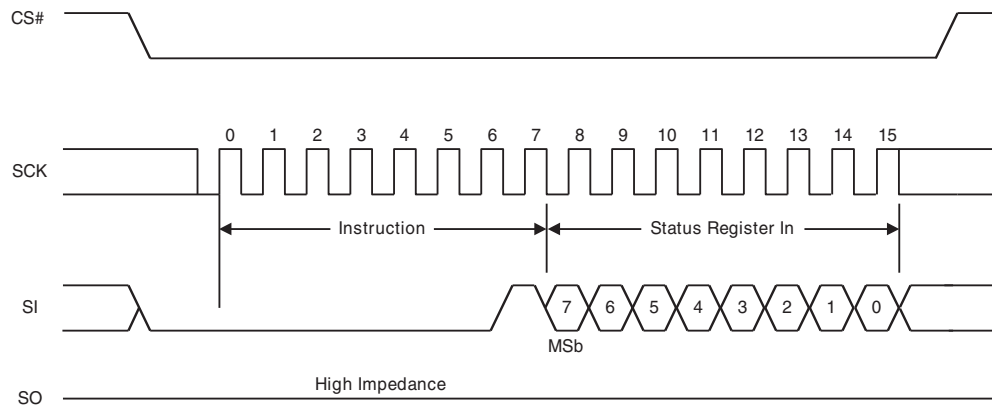 CS#
0 1 2 3 4 5 6 7 8 9 10 11 12 13 14 15
SCK
Instruction Status Register In
SI 7 6 5 4 3 2 1 0
MSb
High Impedance
SO